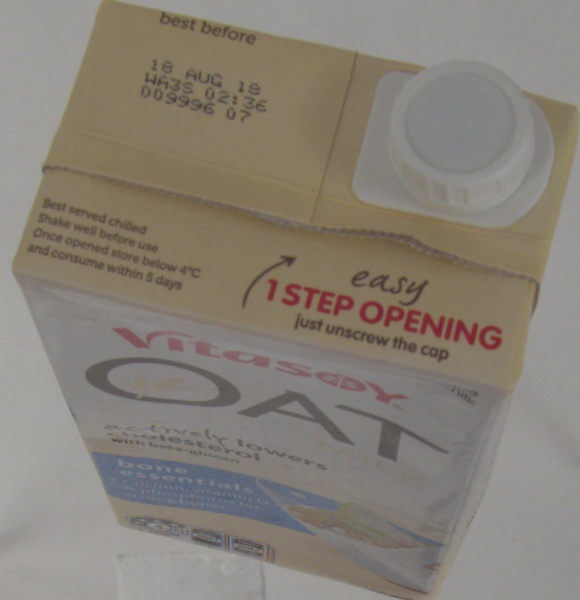 best before
18 AUG 18
WA3S 02:36
009996 07
Best served chilled
Shake well before use
Once opened store below 4°C
and consume within 5 days
easy
1 STEP OPENING
just unscrew the cap
Vitasoy
OAT
actively lowers
cholesterol
with beta-glucan
bone
essentials